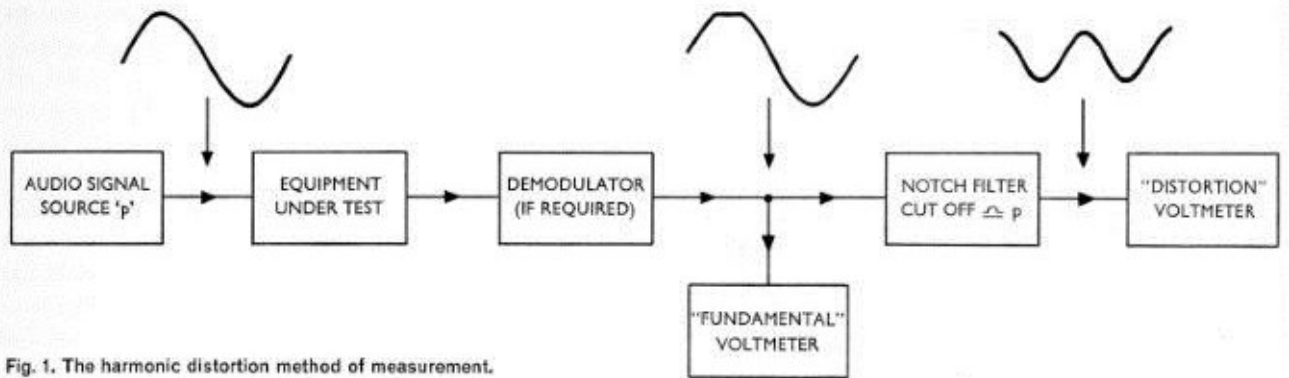 AUDIO SIGNAL
SOURCE 'p'
EQUIPMENT
UNDER TEST
DEMODULATOR
(IF REQUIRED)
NOTCH FILTER
CUT OFF ≏ p
"DISTORTION"
VOLTMETER
"FUNDAMENTAL"
VOLTMETER
Fig. 1. The harmonic distortion method of measurement.